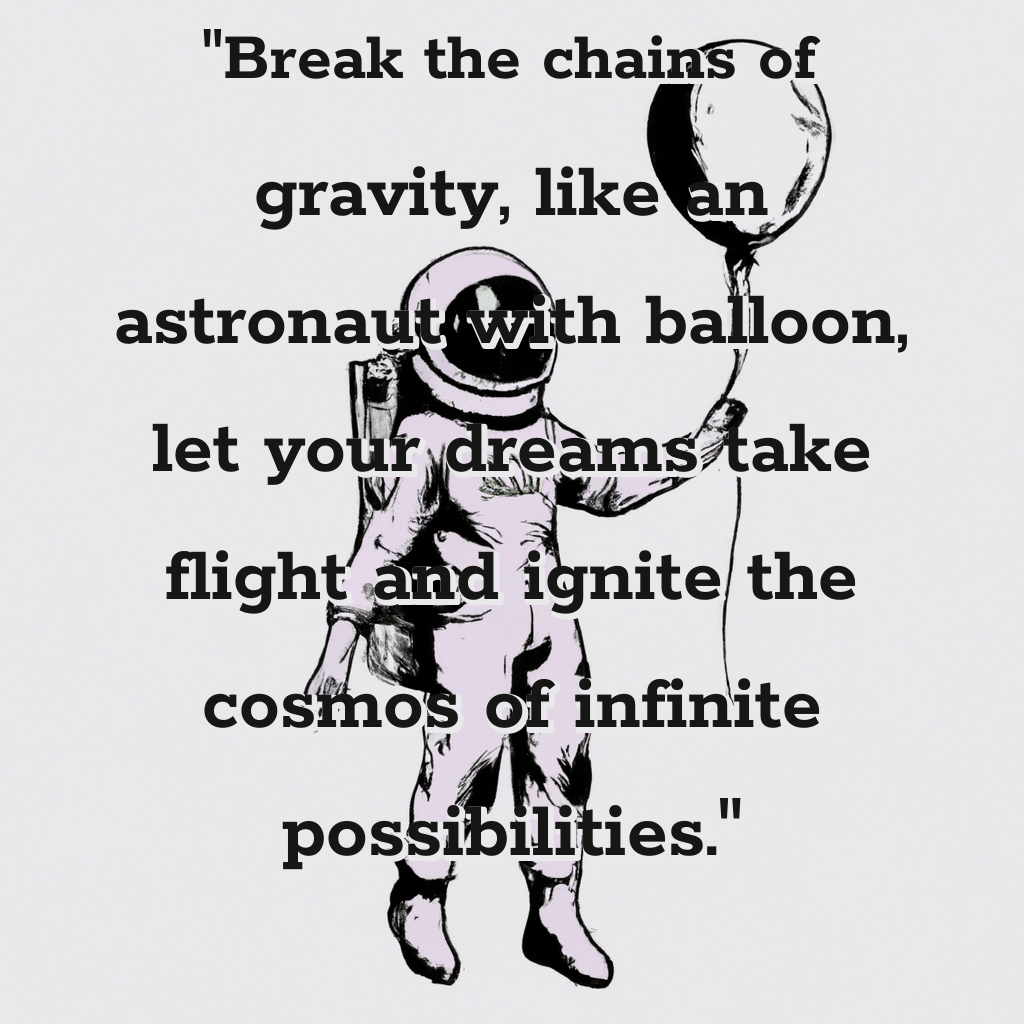 "Break the chains of
gravity, like an
astronaut with balloon,
let your dreams take
flight and ignite the
cosmos of infinite
possibilities."